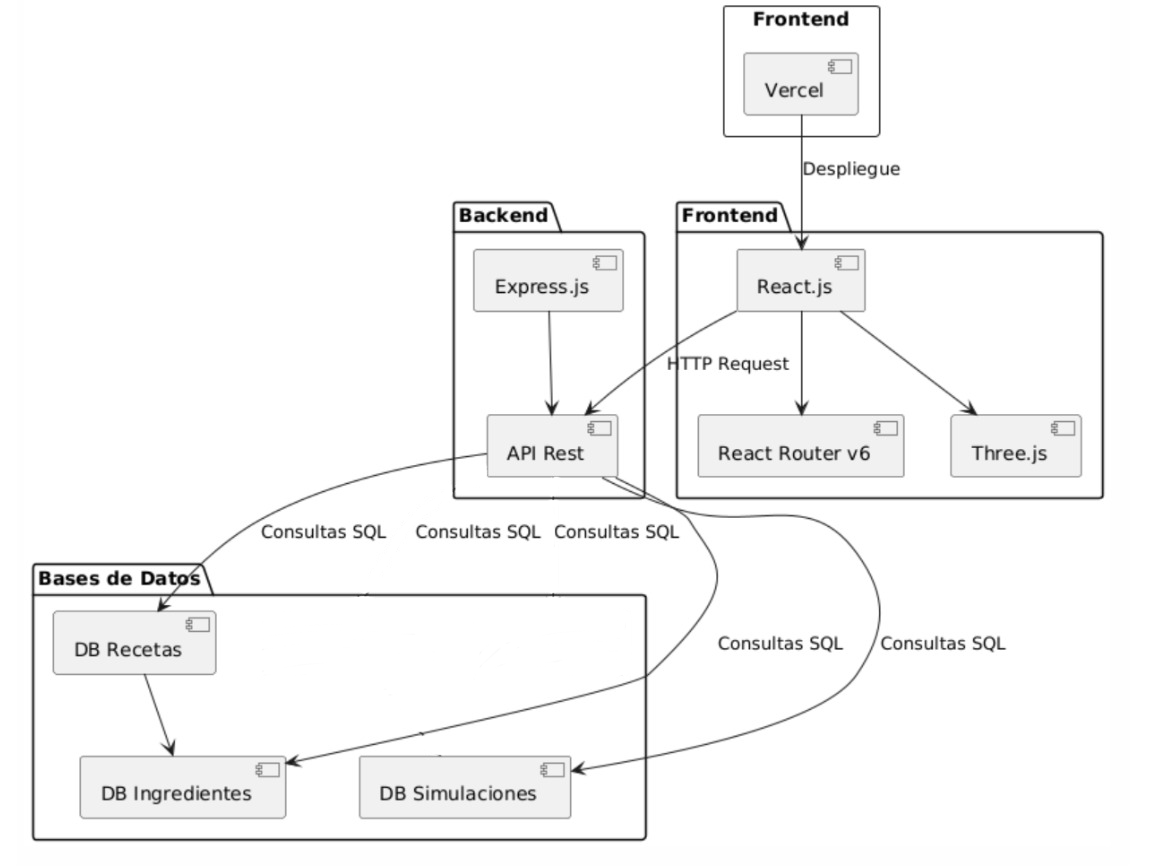 Frontend
Vercel
Despliegue
Backend
Frontend
Express.js
React.js
HTTP Request
API Rest
React Router v6
Three.js
Consultas SQL
Consultas SQL
Consultas SQL
Bases de Datos
DB Recetas
Consultas SQL
Consultas SQL
DB Ingredientes
DB Simulaciones